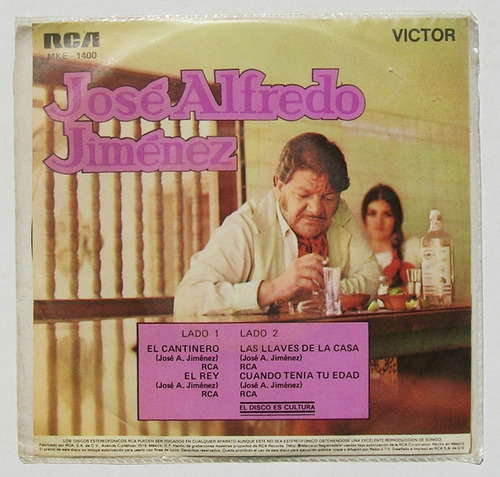 RCA
VICTOR
MKE - 1400
José Alfredo
Jiménez
LADO 1
EL CANTINERO
(José A. Jiménez)
RCA
EL REY
(José A. Jiménez)
RCA
LADO 2
LAS LLAVES DE LA CASA
(José A. Jiménez)
RCA
CUANDO TENIA TU EDAD
(José A. Jiménez)
RCA
EL DISCO ES CULTURA
LOS DISCOS ESTEREOFONICOS RCA PUEDEN SER TOCADOS EN CUALQUIER APARATO AUNQUE ESTE NO SEA ESTEREOFONICO OBTENIENDOSE UNA EXCELENTE REPRODUCCION DE SONIDO.